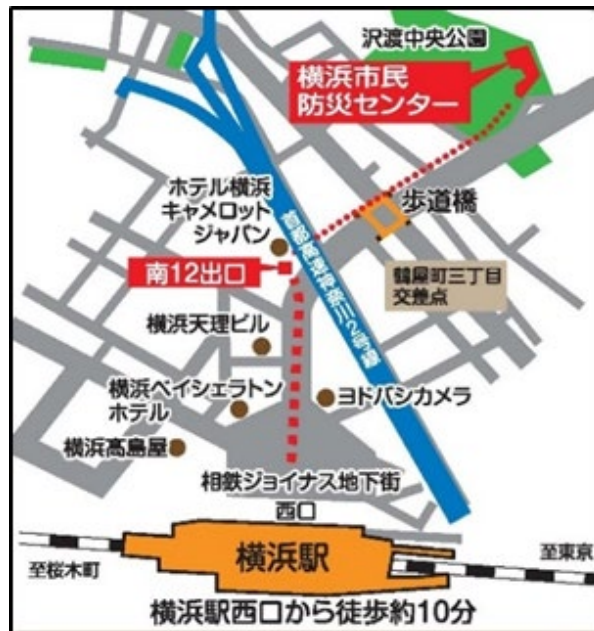 沢渡中央公園
横浜市民
防災センター
ホテル横浜
キャメロット
ジャパン
歩道橋
首都高速神奈川2号線
南12出口
鶴屋町三丁目
交差点
横浜天理ビル
横浜ベイシェラトン
ホテル
ヨドバシカメラ
横浜高島屋
相鉄ジョイナス地下街
西口
横浜駅
至桜木町
至東京
横浜駅西口から徒歩約10分